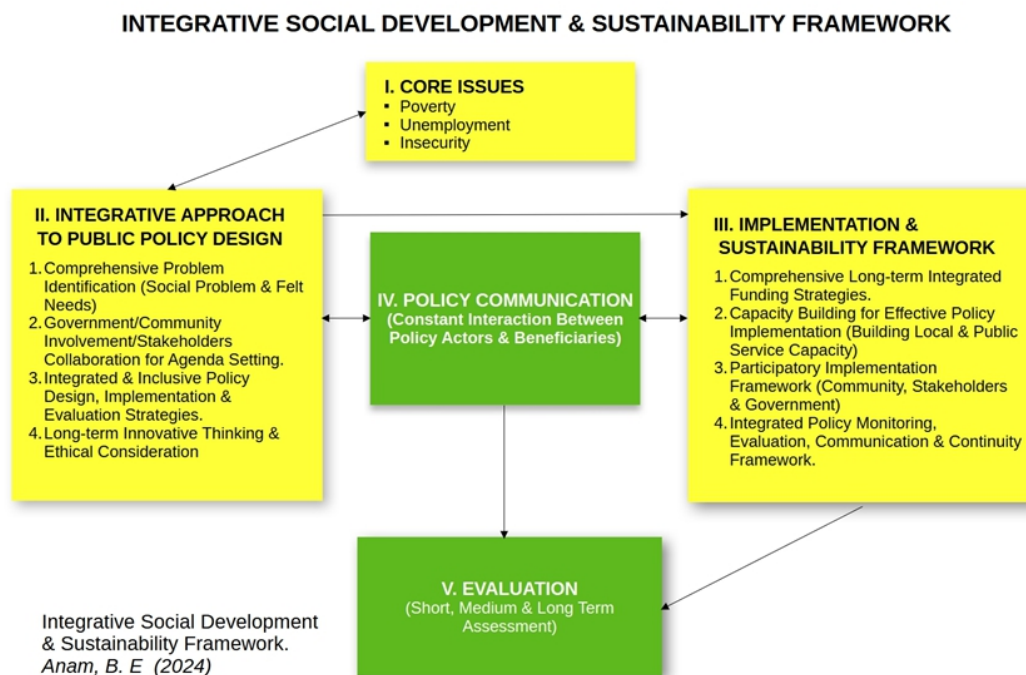 INTEGRATIVE SOCIAL DEVELOPMENT & SUSTAINABILITY FRAMEWORK
I. CORE ISSUES
▪ Poverty
▪ Unemployment
▪ Insecurity
II. INTEGRATIVE APPROACH
TO PUBLIC POLICY DESIGN
1. Comprehensive Problem
Identification (Social Problem & Felt
Needs)
2. Government/Community
Involvement/Stakeholders
Collaboration for Agenda Setting.
3. Integrated & Inclusive Policy
Design, Implementation &
Evaluation Strategies.
4. Long-term Innovative Thinking &
Ethical Consideration
IV. POLICY COMMUNICATION
(Constant Interaction Between
Policy Actors & Beneficiaries)
III. IMPLEMENTATION &
SUSTAINABILITY FRAMEWORK
1. Comprehensive Long-term Integrated
Funding Strategies.
2. Capacity Building for Effective Policy
Implementation (Building Local & Public
Service Capacity)
3. Participatory Implementation
Framework (Community, Stakeholders
& Government)
4. Integrated Policy Monitoring,
Evaluation, Communication & Continuity
Framework.
V. EVALUATION
(Short, Medium & Long Term
Assessment)
Integrative Social Development
& Sustainability Framework.
Anam, B. E (2024)